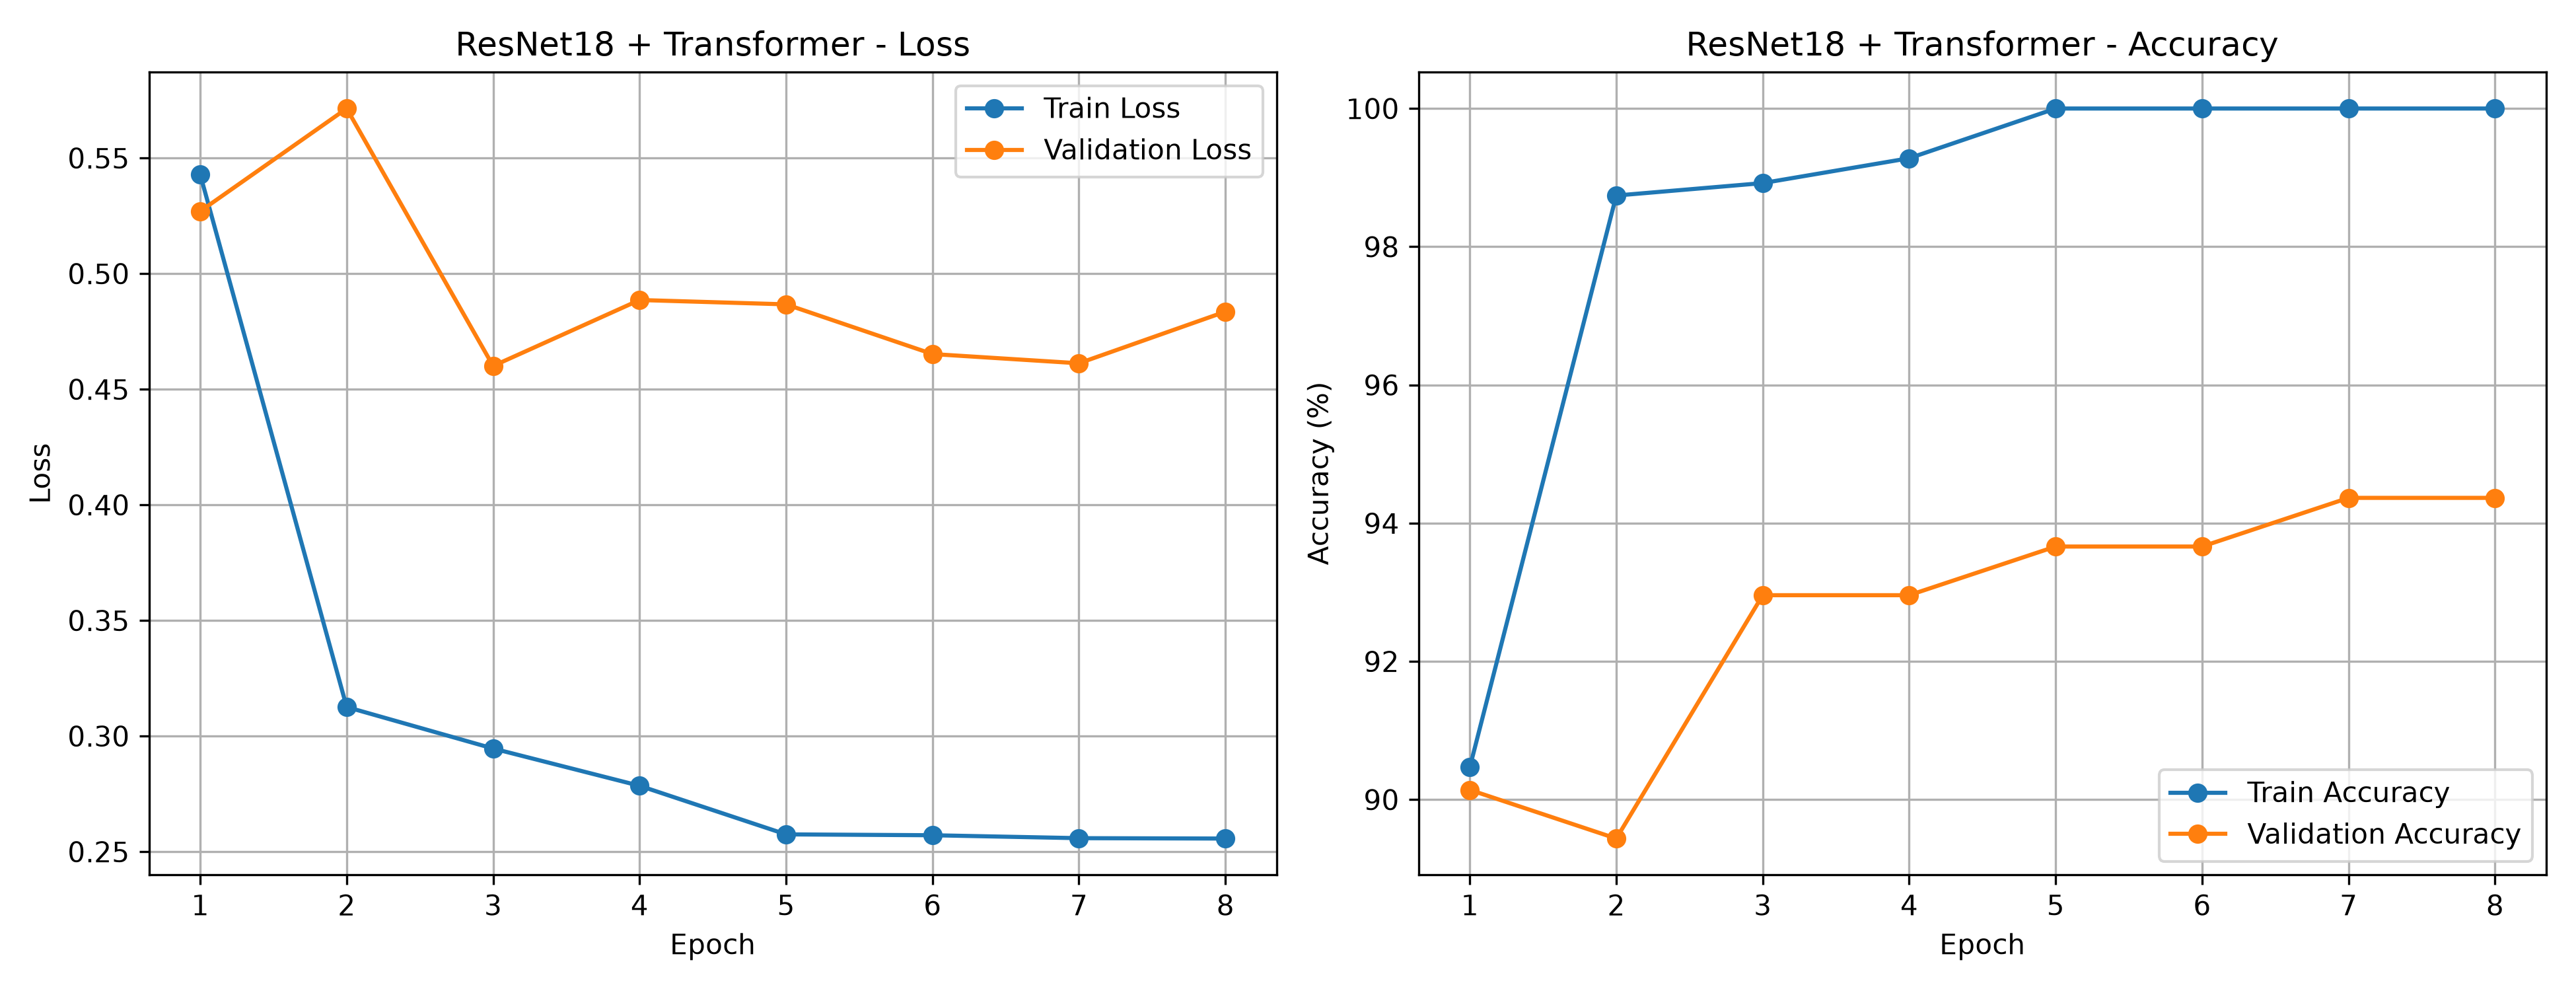 ResNet18 + Transformer - Loss
Train Loss
Validation Loss
0.55
0.50
0.45
0.40
0.35
0.30
0.25
Loss
1 2 3 4 5 6 7 8
Epoch
ResNet18 + Transformer - Accuracy
100
98
96
94
92
90
Accuracy (%)
Train Accuracy
Validation Accuracy
1 2 3 4 5 6 7 8
Epoch